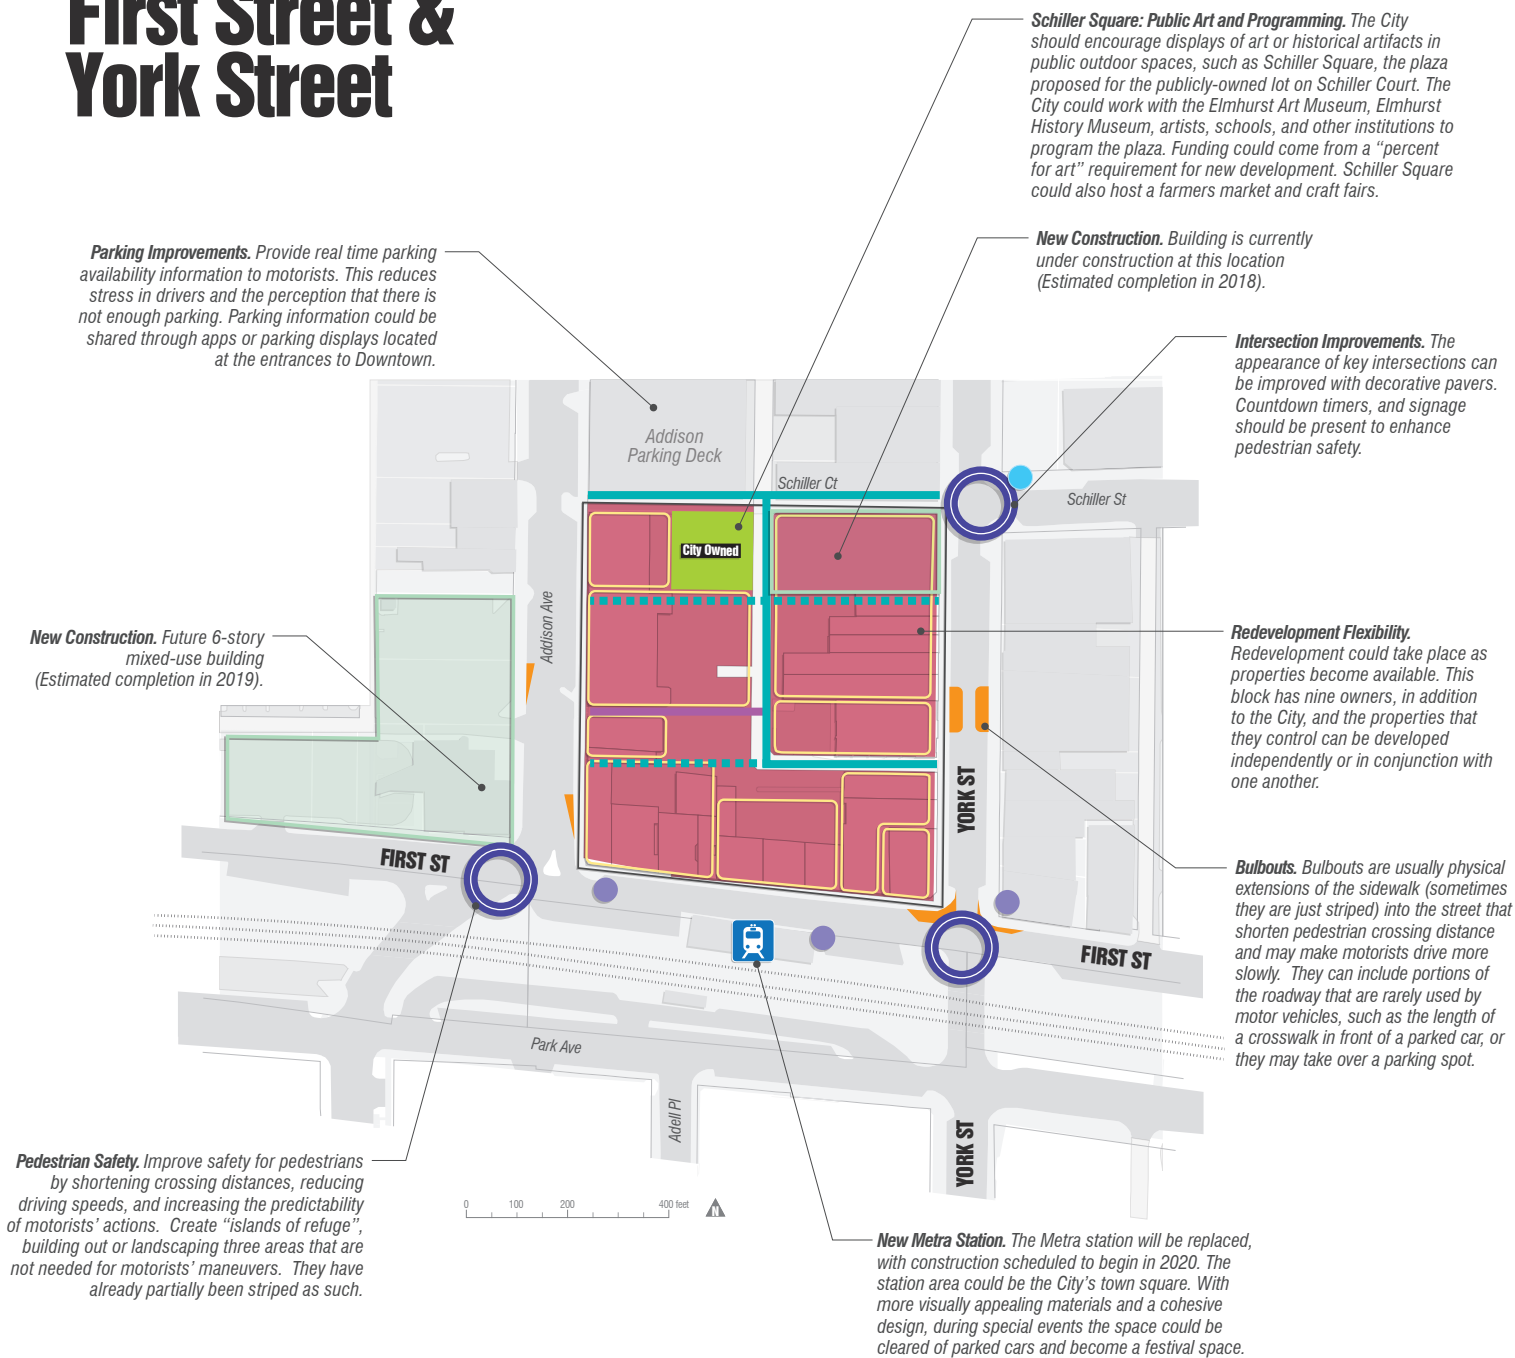 First Street &
York Street
Schiller Square: Public Art and Programming. The City
should encourage displays of art or historical artifacts in
public outdoor spaces, such as Schiller Square, the plaza
proposed for the publicly-owned lot on Schiller Court. The
City could work with the Elmhurst Art Museum, Elmhurst
History Museum, artists, schools, and other institutions to
program the plaza. Funding could come from a “percent
for art” requirement for new development. Schiller Square
could also host a farmers market and craft fairs.
Parking Improvements. Provide real time parking
availability information to motorists. This reduces
stress in drivers and the perception that there is
not enough parking. Parking information could be
shared through apps or parking displays located
at the entrances to Downtown.
New Construction. Building is currently
under construction at this location
(Estimated completion in 2018).
Intersection Improvements. The
appearance of key intersections can
be improved with decorative pavers.
Countdown timers, and signage
should be present to enhance
pedestrian safety.
Addison
Parking Deck
Schiller Ct
Schiller St
City Owned
Addison Ave
New Construction. Future 6-story
mixed-use building
(Estimated completion in 2019).
Redevelopment Flexibility.
Redevelopment could take place as
properties become available. This
block has nine owners, in addition
to the City, and the properties that
they control can be developed
independently or in conjunction with
one another.
YORK ST
FIRST ST
Bulbouts. Bulbouts are usually physical
extensions of the sidewalk (sometimes
they are just striped) into the street that
shorten pedestrian crossing distance
and may make motorists drive more
slowly. They can include portions of
the roadway that are rarely used by
motor vehicles, such as the length of
a crosswalk in front of a parked car, or
they may take over a parking spot.
FIRST ST
Park Ave
Adell Pl
YORK ST
Pedestrian Safety. Improve safety for pedestrians
by shortening crossing distances, reducing
driving speeds, and increasing the predictability
of motorists’ actions. Create “islands of refuge”,
building out or landscaping three areas that are
not needed for motorists’ maneuvers. They have
already partially been striped as such.
0 100 200 400 feet
N
New Metra Station. The Metra station will be replaced,
with construction scheduled to begin in 2020. The
station area could be the City’s town square. With
more visually appealing materials and a cohesive
design, during special events the space could be
cleared of parked cars and become a festival space.